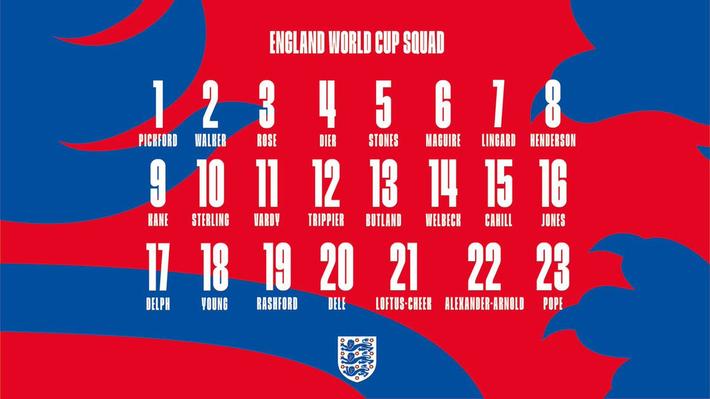 ENGLAND WORLD CUP SQUAD
1 2 3 4 5 6 7 8
PICKFORD WALKER ROSE DIER STONES MAGUIRE LINGARD HENDERSON
9 10 11 12 13 14 15 16
KANE STERLING VARDY TRIPPIER BUTLAND WELBECK CAHILL JONES
17 18 19 20 21 22 23
DELPH YOUNG RASHFORD DELE LOFTUS-CHEEK ALEXANDER-ARNOLD POPE